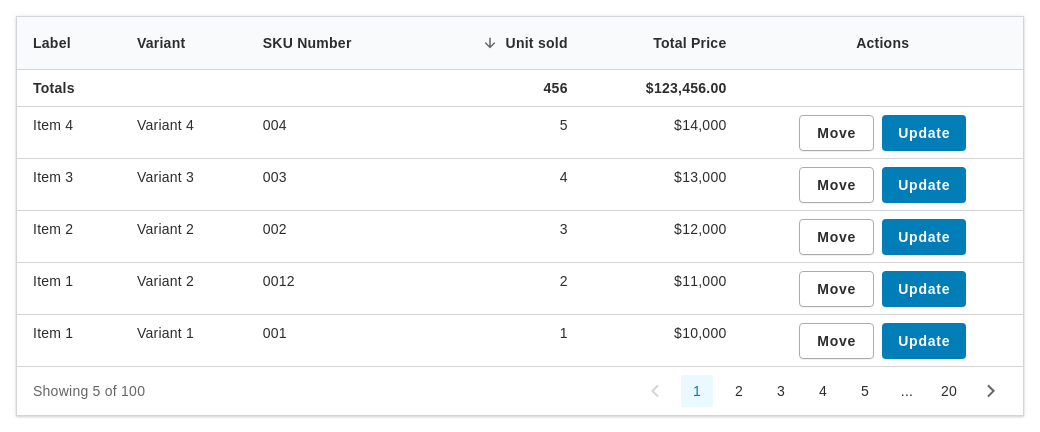 Label Variant SKU Number Unit sold Total Price Actions
Totals 456 $123,456.00
Item 4 Variant 4 004 5 $14,000 Move Update
Item 3 Variant 3 003 4 $13,000 Move Update
Item 2 Variant 2 002 3 $12,000 Move Update
Item 1 Variant 2 0012 2 $11,000 Move Update
Item 1 Variant 1 001 1 $10,000 Move Update
Showing 5 of 100 1 2 3 4 5 ... 20